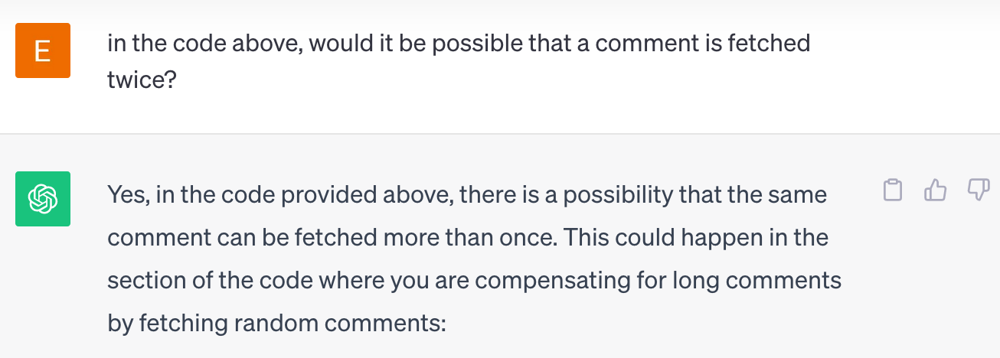 E
in the code above, would it be possible that a comment is fetched
twice?
Yes, in the code provided above, there is a possibility that the same
comment can be fetched more than once. This could happen in the
section of the code where you are compensating for long comments
by fetching random comments: